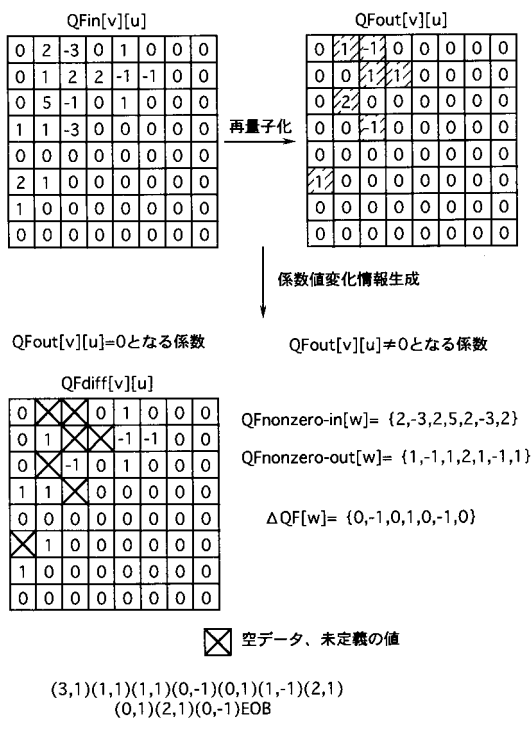 QFin[v][u]
QFout[v][u]
0 2 -3 0 1 0 0 0
0 1 2 2 -1 -1 0 0
0 5 -1 0 1 0 0 0
1 1 -3 0 0 0 0 0
0 0 0 0 0 0 0 0
2 1 0 0 0 0 0 0
1 0 0 0 0 0 0 0
0 0 0 0 0 0 0 0
再量子化
0 1 -1 0 0 0 0 0
0 0 1 1 0 0 0 0
0 2 0 0 0 0 0 0
0 0 -1 0 0 0 0 0
0 0 0 0 0 0 0 0
1 0 0 0 0 0 0 0
0 0 0 0 0 0 0 0
0 0 0 0 0 0 0 0
係数値変化情報生成
QFout[v][u]=0となる係数
QFout[v][u]≠0となる係数
QFdiff[v][u]
0 0 1 0 0 0
0 1 -1 -1 0 0
0 -1 0 1 0 0 0
1 1 0 0 0 0 0
0 0 0 0 0 0 0 0
1 0 0 0 0 0 0
1 0 0 0 0 0 0 0
0 0 0 0 0 0 0 0
QFnonzero-in[w]= {2,-3,2,5,2,-3,2}
QFnonzero-out[w]= {1,-1,1,2,1,-1,1}
△QF[w]= {0,-1,0,1,0,-1,0}
空データ、未定義の値
(3,1)(1,1)(1,1)(0,-1)(0,1)(1,-1)(2,1)
(0,1)(2,1)(0,-1)EOB